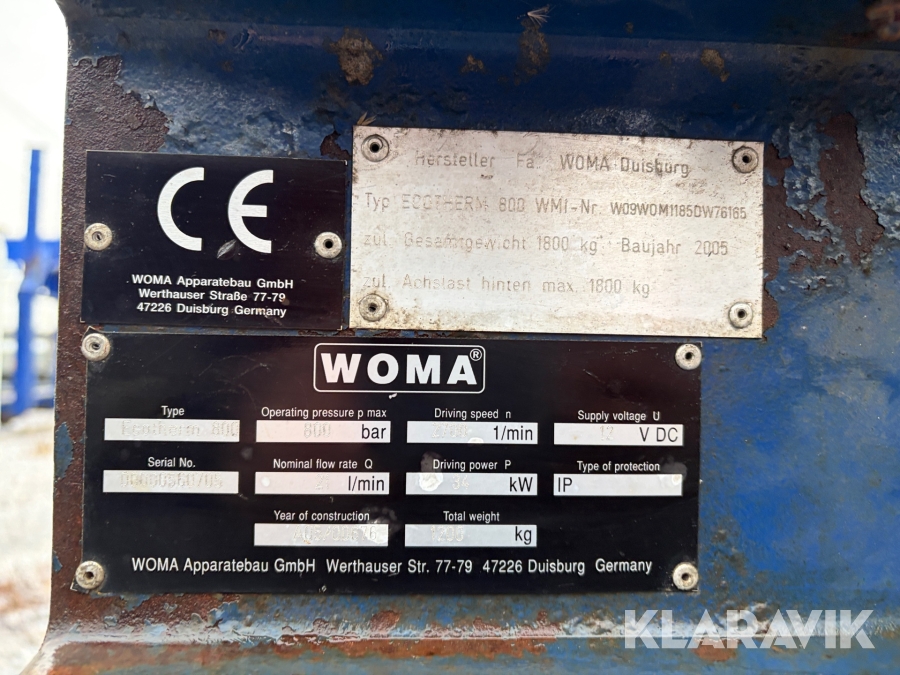 Hersteller Fa. WOMA Duisburg
Typ ECOTHERM 800 WMI-Nr. W09WOM1185DW76165
zul. Gesamtgewicht 1800 kg Baujahr 2005
zul. Achslast hinten max. 1800 kg
CE
WOMA Apparatebau GmbH
Werthauser Straße 77-79
47226 Duisburg Germany
WOMA®
Type Operating pressure p max Driving speed n Supply voltage U
Ecotherm 800 800 bar 1/min 12 V DC
Serial No. Nominal flow rate Q Driving power P Type of protection
l/min kW IP
Year of construction Total weight
kg
WOMA Apparatebau GmbH Werthauser Str. 77-79 47226 Duisburg Germany
KLARAVIK